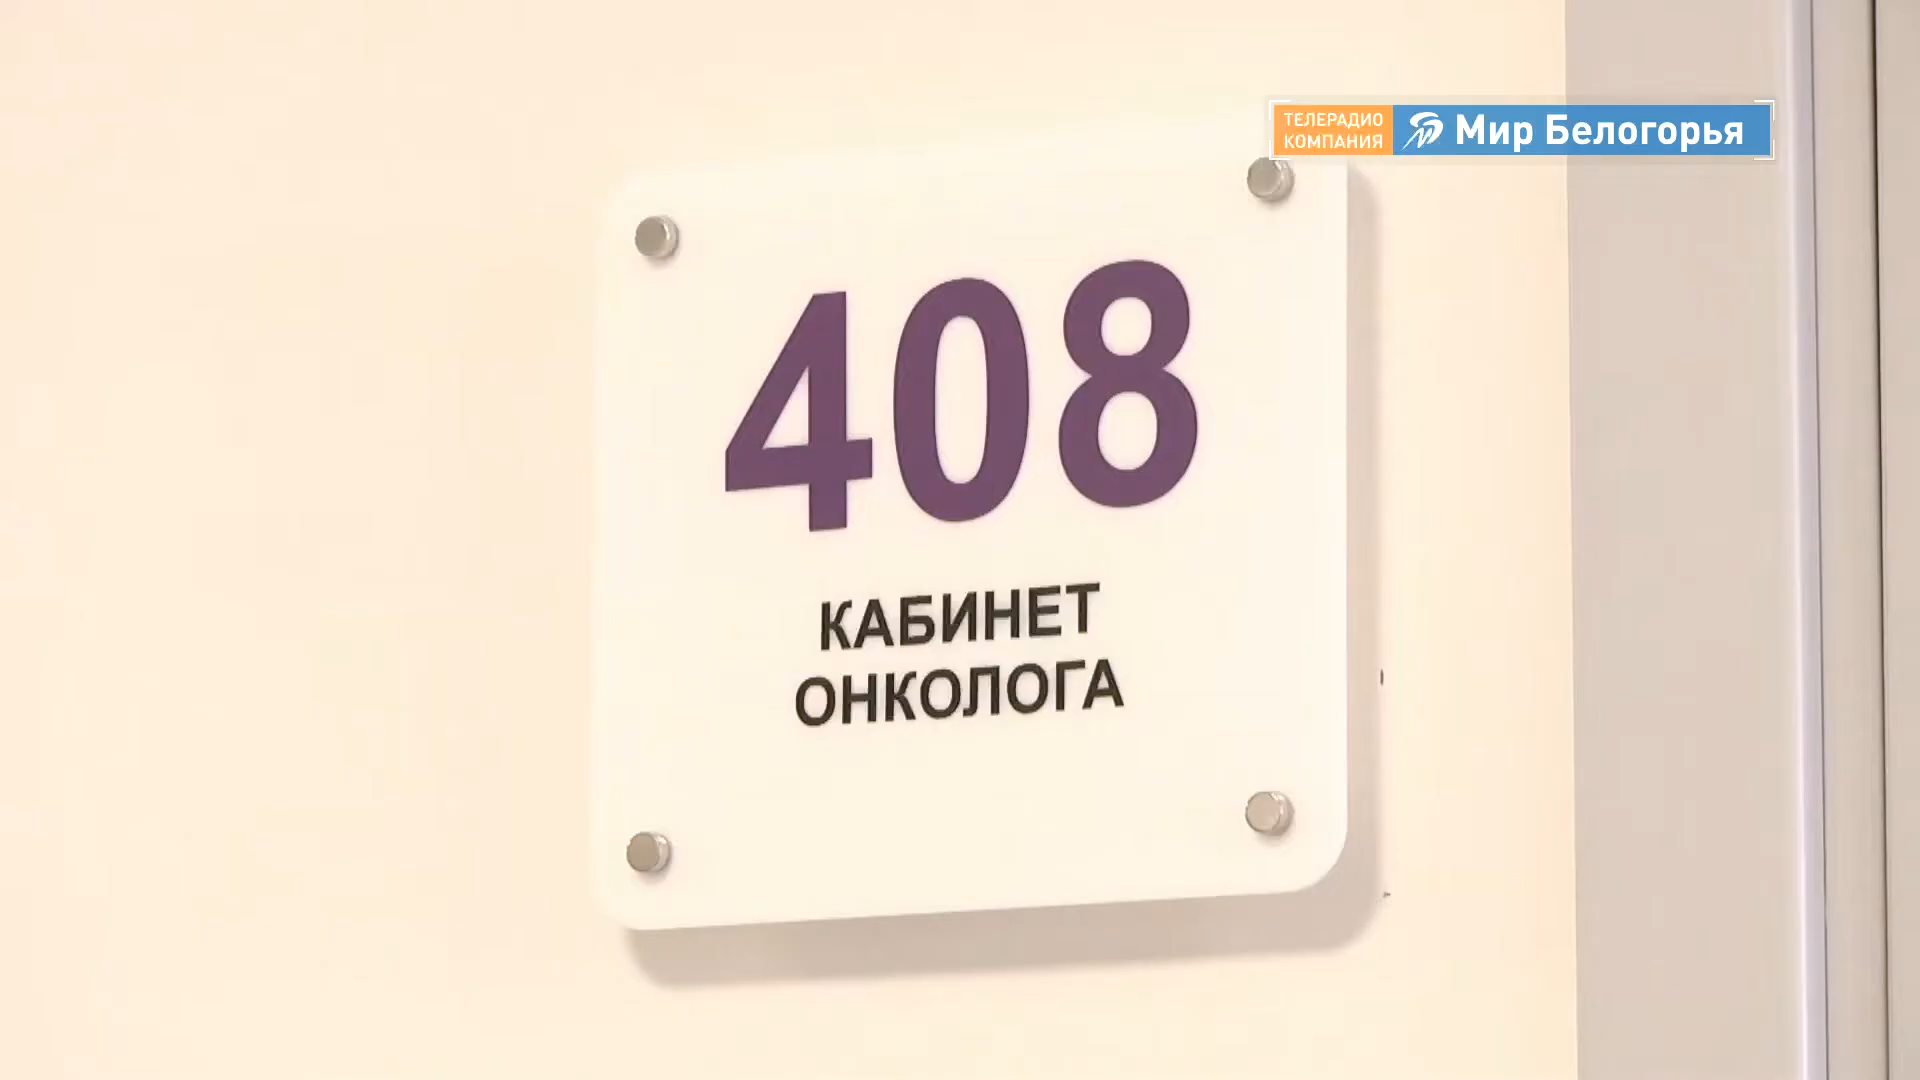 ТЕЛЕРАДИО
КОМПАНИЯ
Мир Белогорья
408
КАБИНЕТ
ОНКОЛОГА